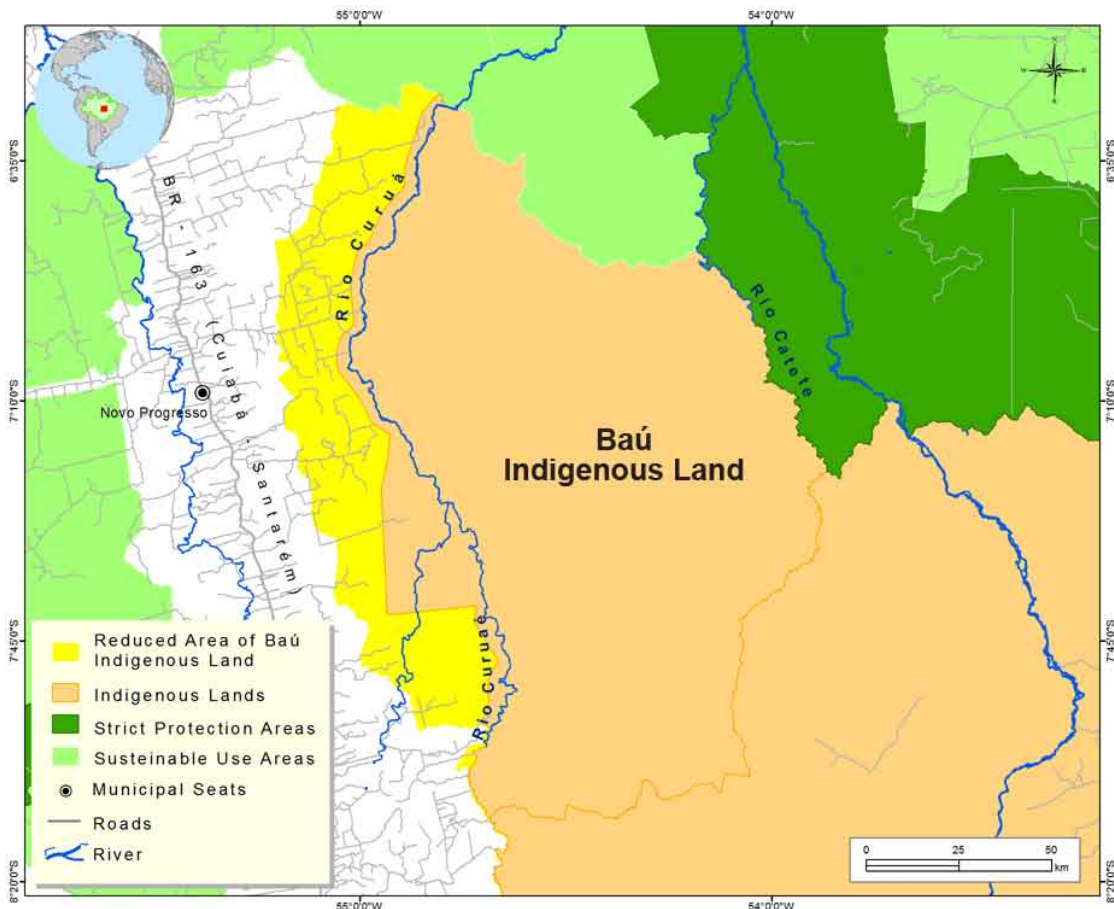 55°0'0"W
54°0'0"W
N
W
E
S
6°35'0"S
6°35'0"S
BR - 163 (Cuiabá - Santarém)
Río Curuá
Río Catete
7°10'0"S
7°10'0"S
Novo Progresso
Baú
Indigenous Land
Río Curuaé
7°45'0"S
7°45'0"S
Reduced Area of Baú
Indigenous Land
Indigenous Lands
Strict Protection Areas
Susteinable Use Areas
Municipal Seats
Roads
River
0 25 50
km
8°20'0"S
8°20'0"S
55°0'0"W
54°0'0"W